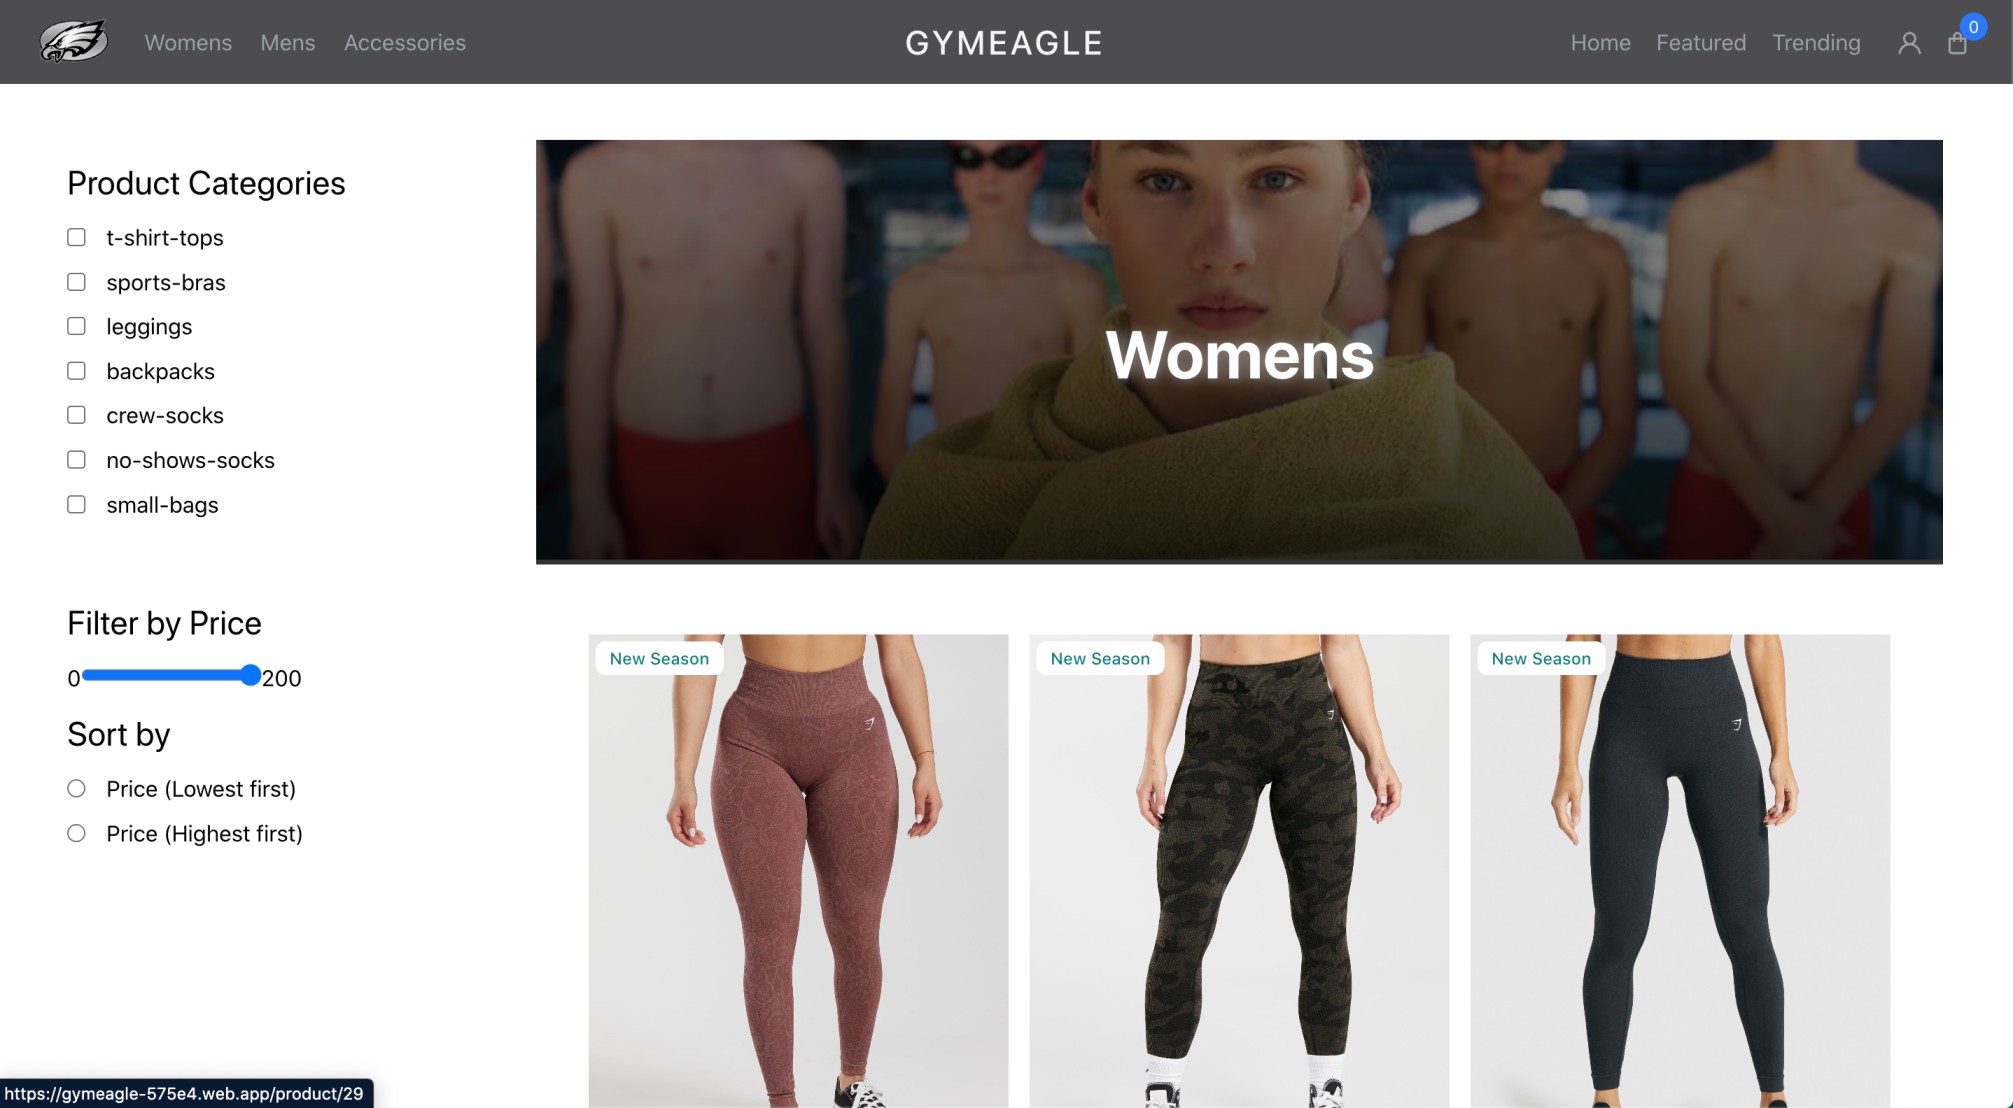 Womens Mens Accessories
GYMEAGLE
Home Featured Trending
0
Product Categories
t-shirt-tops
sports-bras
leggings
backpacks
crew-socks
no-shows-socks
small-bags
Filter by Price
0 200
Sort by
Price (Lowest first)
Price (Highest first)
Womens
New Season
New Season
New Season
https://gymeagle-575e4.web.app/product/29